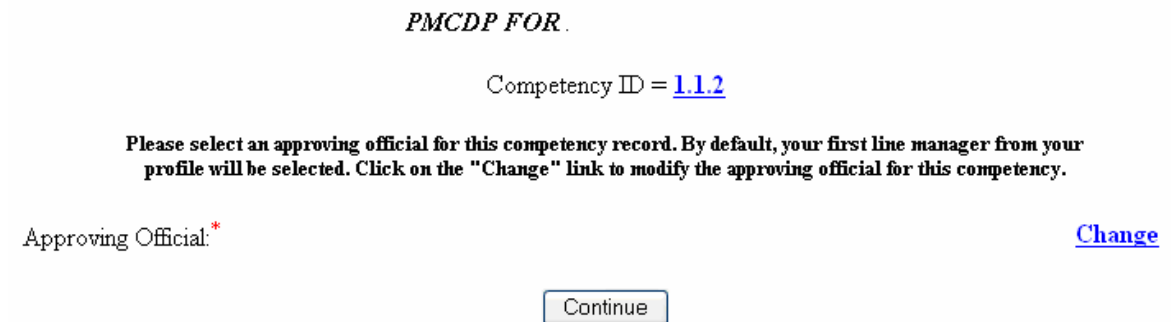 PMCDP FOR .
Competency ID = 1.1.2
Please select an approving official for this competency record. By default, your first line manager from your
profile will be selected. Click on the "Change" link to modify the approving official for this competency.
Approving Official:* Change
Continue